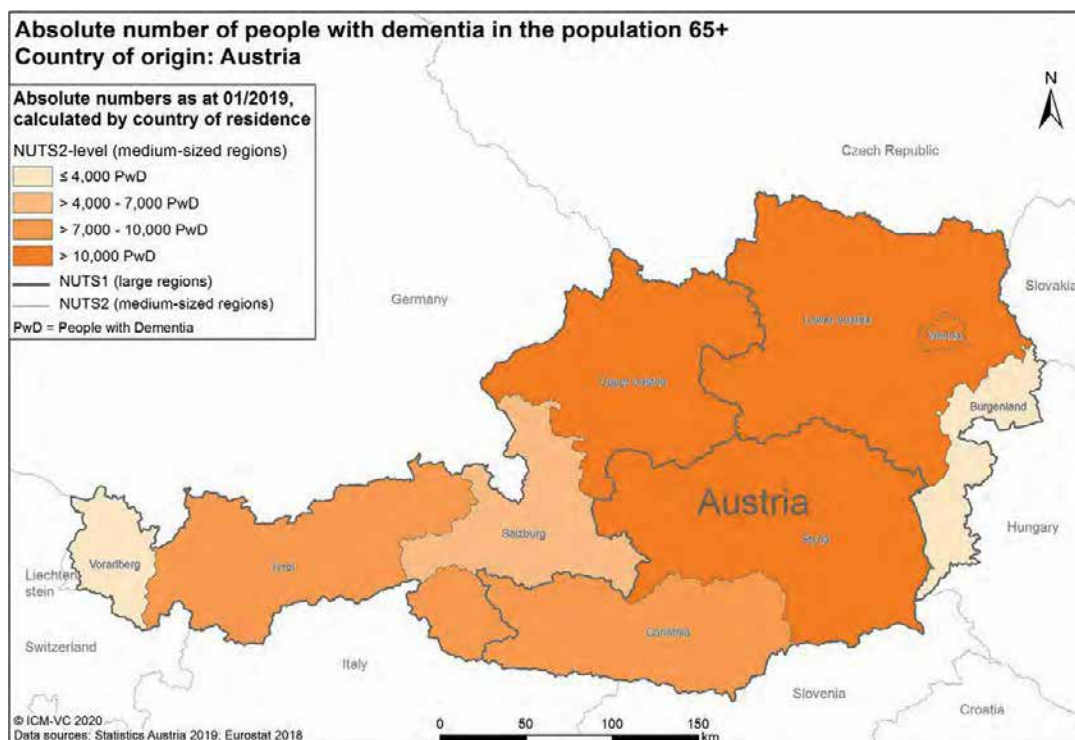 Absolute number of people with dementia in the population 65+
Country of origin: Austria
Absolute numbers as at 01/2019,
calculated by country of residence
NUTS2-level (medium-sized regions)
≤ 4,000 PwD
> 4,000 - 7,000 PwD
> 7,000 - 10,000 PwD
> 10,000 PwD
NUTS1 (large regions)
NUTS2 (medium-sized regions)
PwD = People with Dementia
N
Czech Republic
Slovakia
Germany
Lower Austria
Vienna
Upper Austria
Burgenland
Austria
Styria
Salzburg
Hungary
Vorarlberg
Tyrol
Liechten
stein
Carinthia
Switzerland
Italy
Slovenia
Croatia
© ICM-VC 2020
Data sources: Statistics Austria 2019; Eurostat 2018
0 50 100 150 200
km